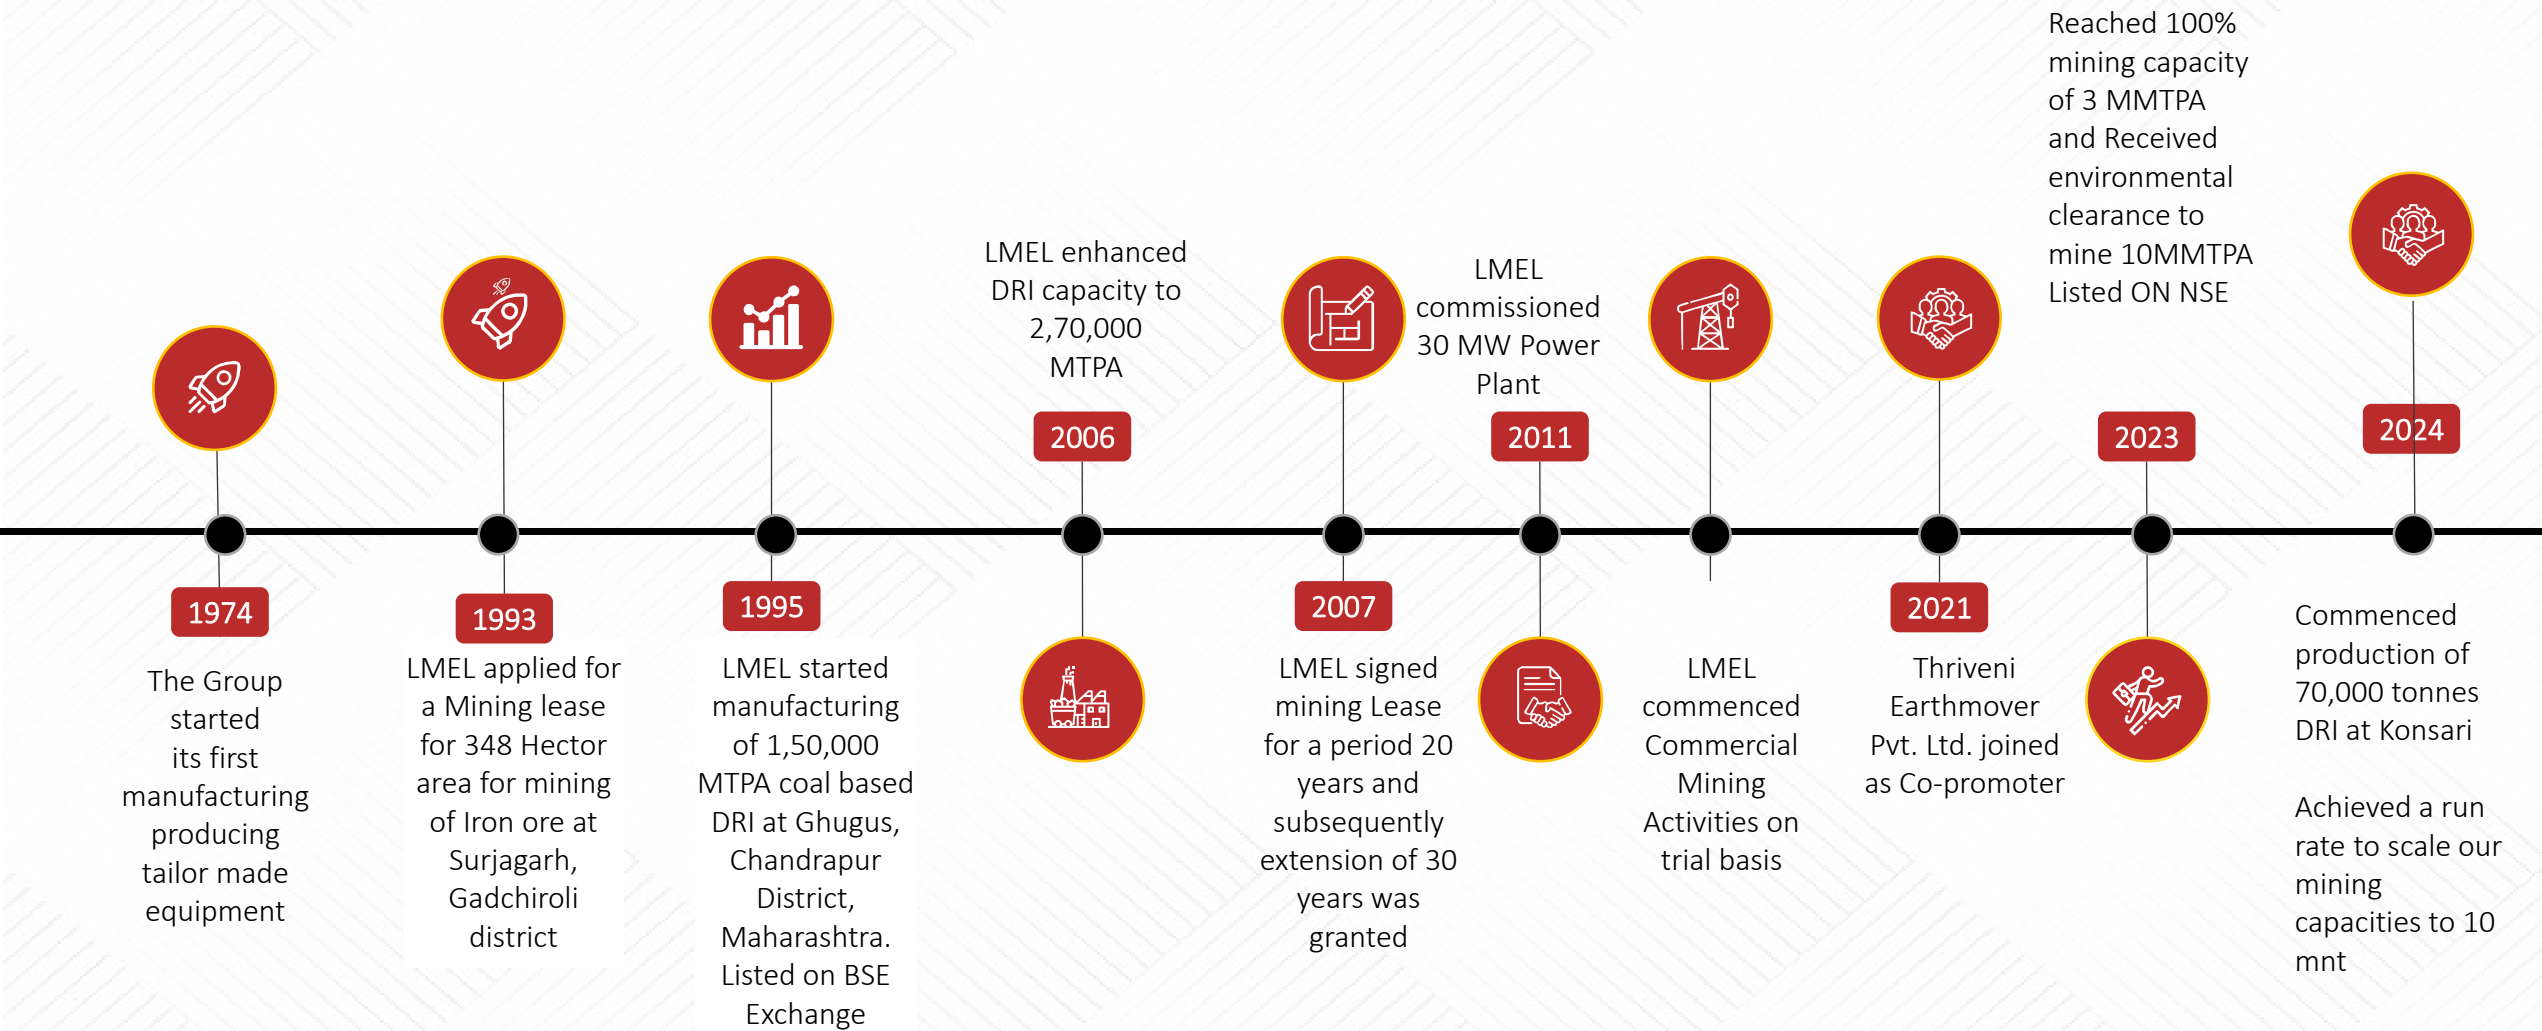 1974
The Group
started
its first
manufacturing
producing
tailor made
equipment
1993
LMEL applied for
a Mining lease
for 348 Hector
area for mining
of Iron ore at
Surjagarh,
Gadchiroli
district
1995
LMEL started
manufacturing
of 1,50,000
MTPA coal based
DRI at Ghugus,
Chandrapur
District,
Maharashtra.
Listed on BSE
Exchange
LMEL enhanced
DRI capacity to
2,70,000
MTPA
2006
2007
LMEL signed
mining Lease
for a period 20
years and
subsequently
extension of 30
years was
granted
LMEL
commissioned
30 MW Power
Plant
2011
LMEL
commenced
Commercial
Mining
Activities on
trial basis
2021
Thriveni
Earthmover
Pvt. Ltd. joined
as Co-promoter
Reached 100%
mining capacity
of 3 MMTPA
and Received
environmental
clearance to
mine 10MMTPA
Listed ON NSE
2023
2024
Commenced
production of
70,000 tonnes
DRI at Konsari
Achieved a run
rate to scale our
mining
capacities to 10
mnt